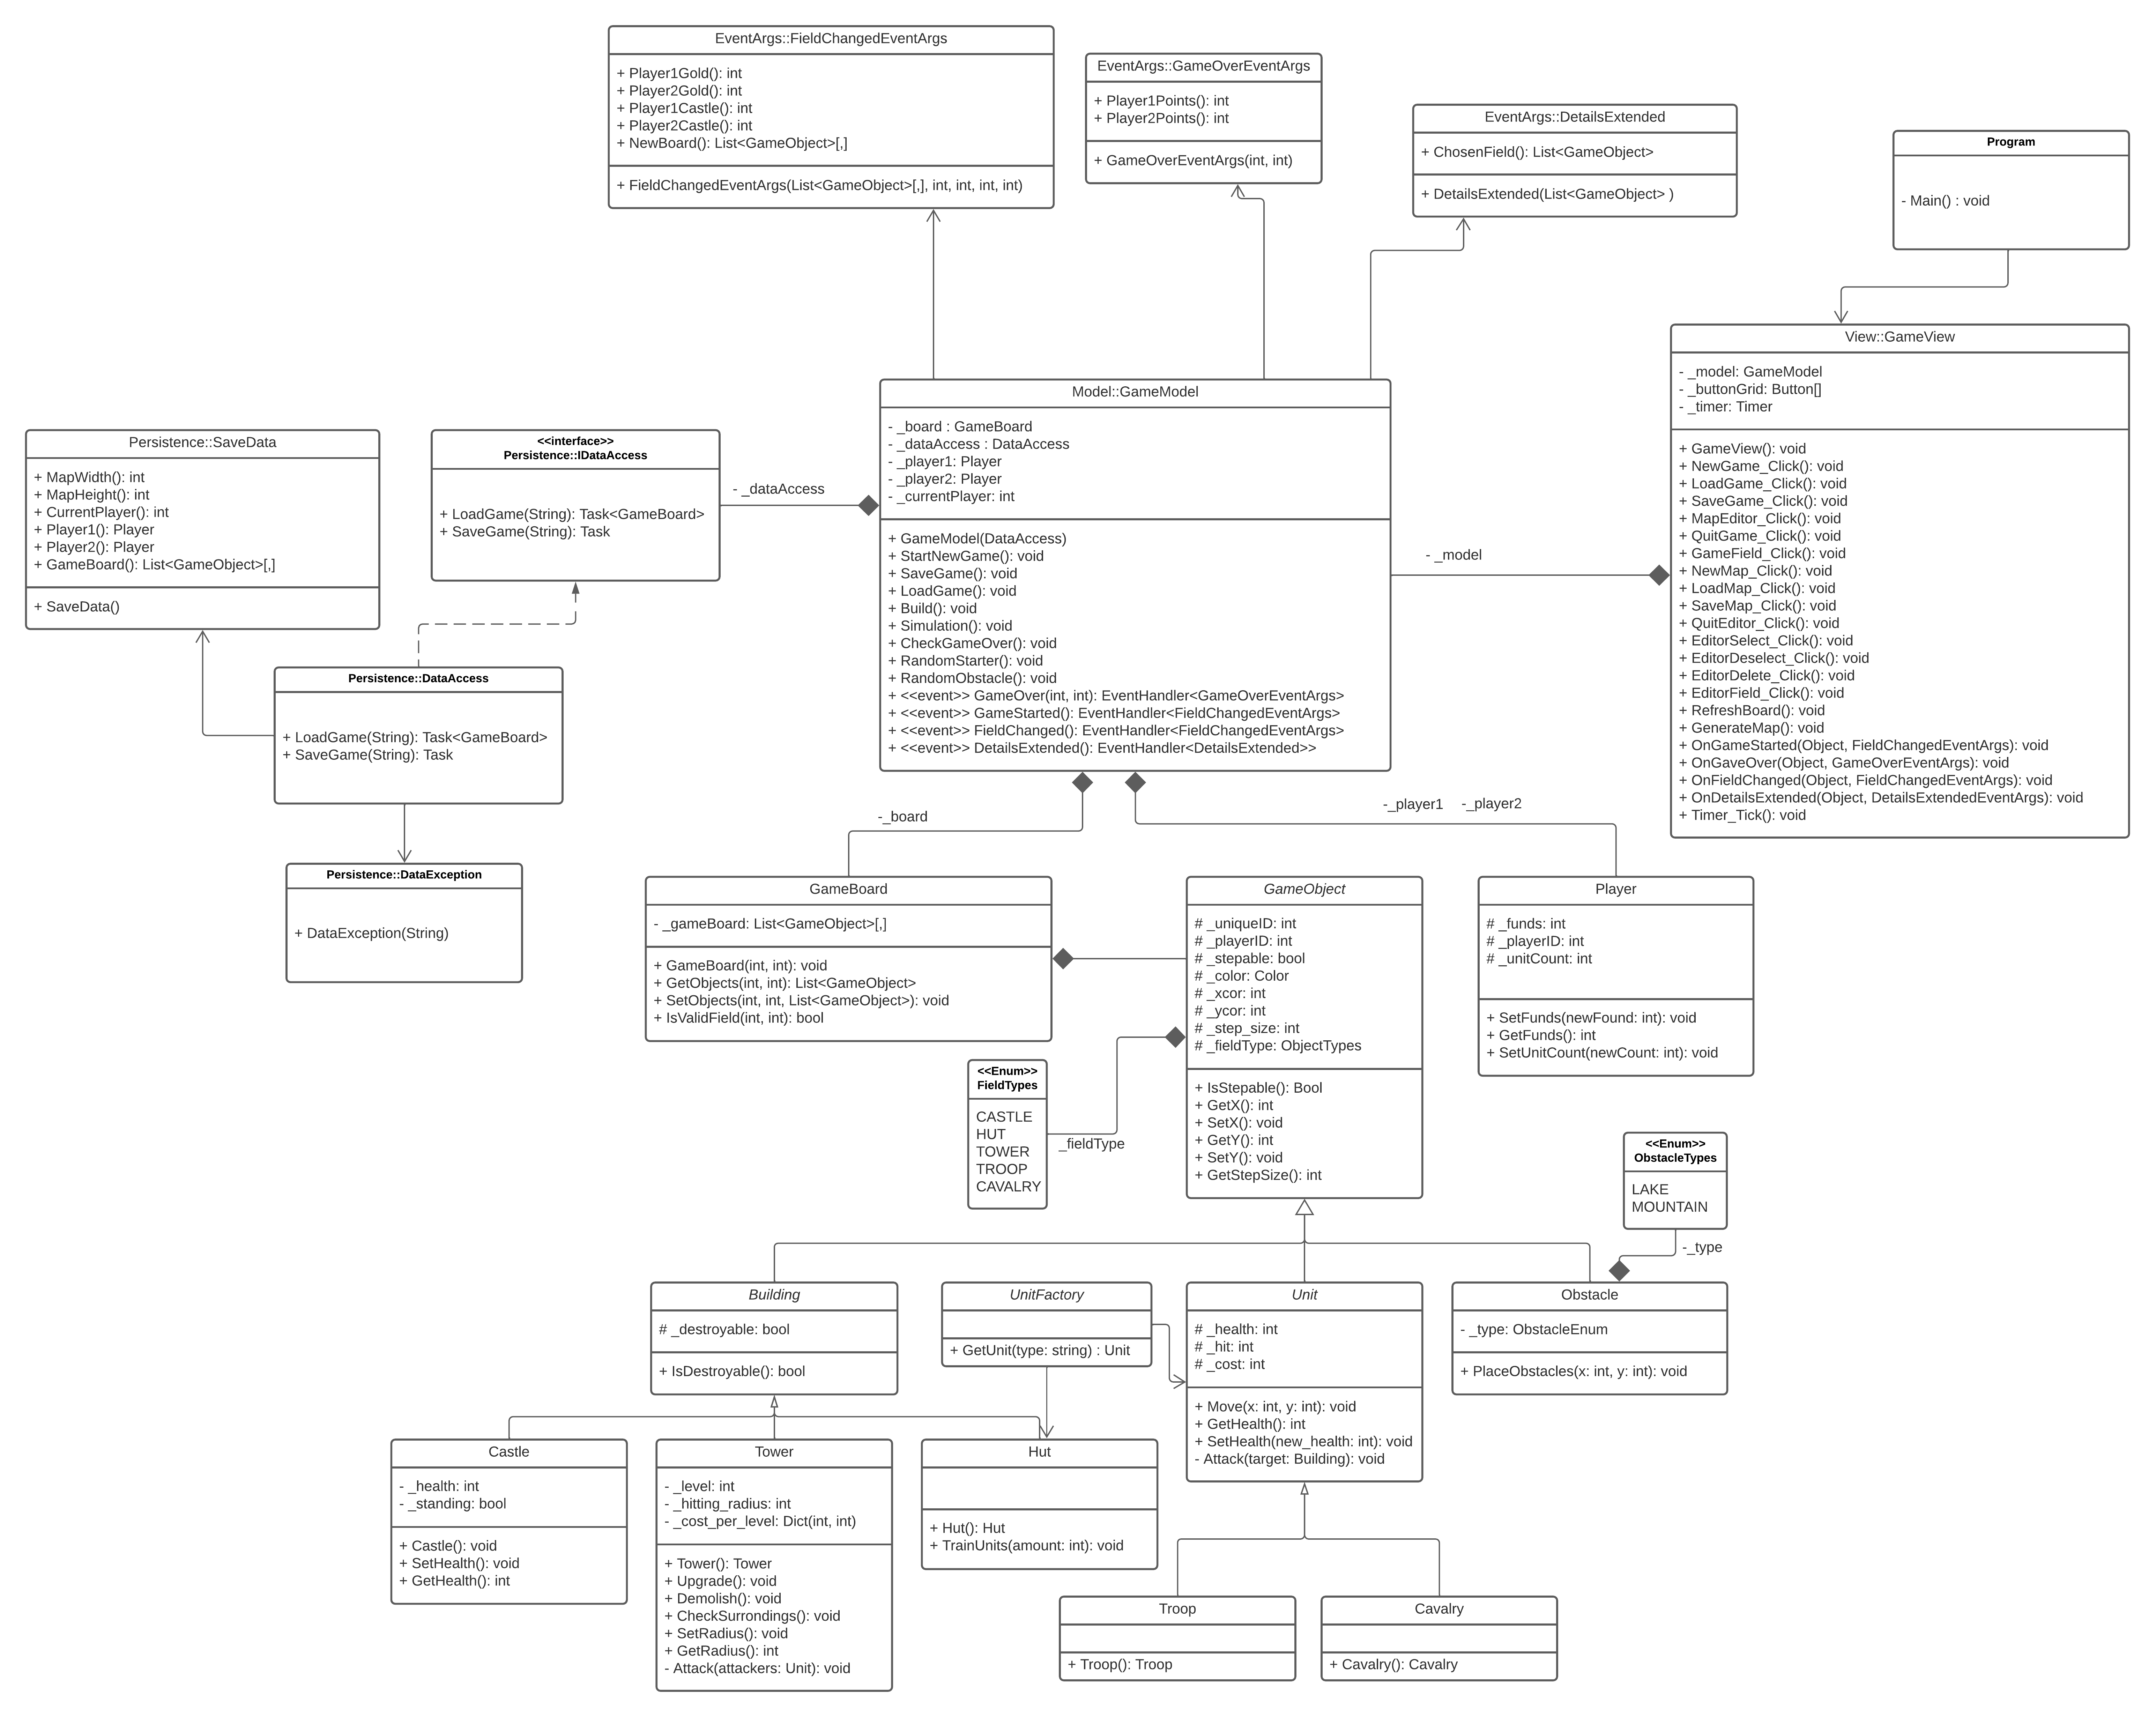 EventArgs::FieldChangedEventArgs
+ Player1Gold(): int
+ Player2Gold(): int
+ Player1Castle(): int
+ Player2Castle(): int
+ NewBoard(): List<GameObject>[,]
+ FieldChangedEventArgs(List<GameObject>[,], int, int, int, int)
EventArgs::GameOverEventArgs
+ Player1Points(): int
+ Player2Points(): int
+ GameOverEventArgs(int, int)
EventArgs::DetailsExtended
+ ChosenField(): List<GameObject>
+ DetailsExtended(List<GameObject> )
Program
- Main() : void
View::GameView
- _model: GameModel
- _buttonGrid: Button[]
- _timer: Timer
+ GameView(): void
+ NewGame_Click(): void
+ LoadGame_Click(): void
+ SaveGame_Click(): void
+ MapEditor_Click(): void
+ QuitGame_Click(): void
+ GameField_Click(): void
+ NewMap_Click(): void
+ LoadMap_Click(): void
+ SaveMap_Click(): void
+ QuitEditor_Click(): void
+ EditorSelect_Click(): void
+ EditorDeselect_Click(): void
+ EditorDelete_Click(): void
+ EditorField_Click(): void
+ RefreshBoard(): void
+ GenerateMap(): void
+ OnGameStarted(Object, FieldChangedEventArgs): void
+ OnGaveOver(Object, GameOverEventArgs): void
+ OnFieldChanged(Object, FieldChangedEventArgs): void
+ OnDetailsExtended(Object, DetailsExtendedEventArgs): void
+ Timer_Tick(): void
Model::GameModel
- _board : GameBoard
- _dataAccess : DataAccess
- _player1: Player
- _player2: Player
- _currentPlayer: int
+ GameModel(DataAccess)
+ StartNewGame(): void
+ SaveGame(): void
+ LoadGame(): void
+ Build(): void
+ Simulation(): void
+ CheckGameOver(): void
+ RandomStarter(): void
+ RandomObstacle(): void
+ <<event>> GameOver(int, int): EventHandler<GameOverEventArgs>
+ <<event>> GameStarted(): EventHandler<FieldChangedEventArgs>
+ <<event>> FieldChanged(): EventHandler<FieldChangedEventArgs>
+ <<event>> DetailsExtended(): EventHandler<DetailsExtended>>
- _model
- _dataAccess
<<interface>>
Persistence::IDataAccess
+ LoadGame(String): Task<GameBoard>
+ SaveGame(String): Task
Persistence::SaveData
+ MapWidth(): int
+ MapHeight(): int
+ CurrentPlayer(): int
+ Player1(): Player
+ Player2(): Player
+ GameBoard(): List<GameObject>[,]
+ SaveData()
Persistence::DataAccess
+ LoadGame(String): Task<GameBoard>
+ SaveGame(String): Task
Persistence::DataException
+ DataException(String)
-_board
-_player1
-_player2
GameBoard
- _gameBoard: List<GameObject>[,]
+ GameBoard(int, int): void
+ GetObjects(int, int): List<GameObject>
+ SetObjects(int, int, List<GameObject>): void
+ IsValidField(int, int): bool
GameObject
# _uniqueID: int
# _playerID: int
# _stepable: bool
# _color: Color
# _xcor: int
# _ycor: int
# _step_size: int
# _fieldType: ObjectTypes
+ IsStepable(): Bool
+ GetX(): int
+ SetX(): void
+ GetY(): int
+ SetY(): void
+ GetStepSize(): int
Player
# _funds: int
# _playerID: int
# _unitCount: int
+ SetFunds(newFound: int): void
+ GetFunds(): int
+ SetUnitCount(newCount: int): void
<<Enum>>
FieldTypes
CASTLE
HUT
TOWER
TROOP
CAVALRY
_fieldType
<<Enum>>
ObstacleTypes
LAKE
MOUNTAIN
-_type
Building
# _destroyable: bool
+ IsDestroyable(): bool
UnitFactory
+ GetUnit(type: string) : Unit
Unit
# _health: int
# _hit: int
# _cost: int
+ Move(x: int, y: int): void
+ GetHealth(): int
+ SetHealth(new_health: int): void
- Attack(target: Building): void
Obstacle
- _type: ObstacleEnum
+ PlaceObstacles(x: int, y: int): void
Castle
- _health: int
- _standing: bool
+ Castle(): void
+ SetHealth(): void
+ GetHealth(): int
Tower
- _level: int
- _hitting_radius: int
- _cost_per_level: Dict(int, int)
+ Tower(): Tower
+ Upgrade(): void
+ Demolish(): void
+ CheckSurrondings(): void
+ SetRadius(): void
+ GetRadius(): int
- Attack(attackers: Unit): void
Hut
+ Hut(): Hut
+ TrainUnits(amount: int): void
Troop
+ Troop(): Troop
Cavalry
+ Cavalry(): Cavalry